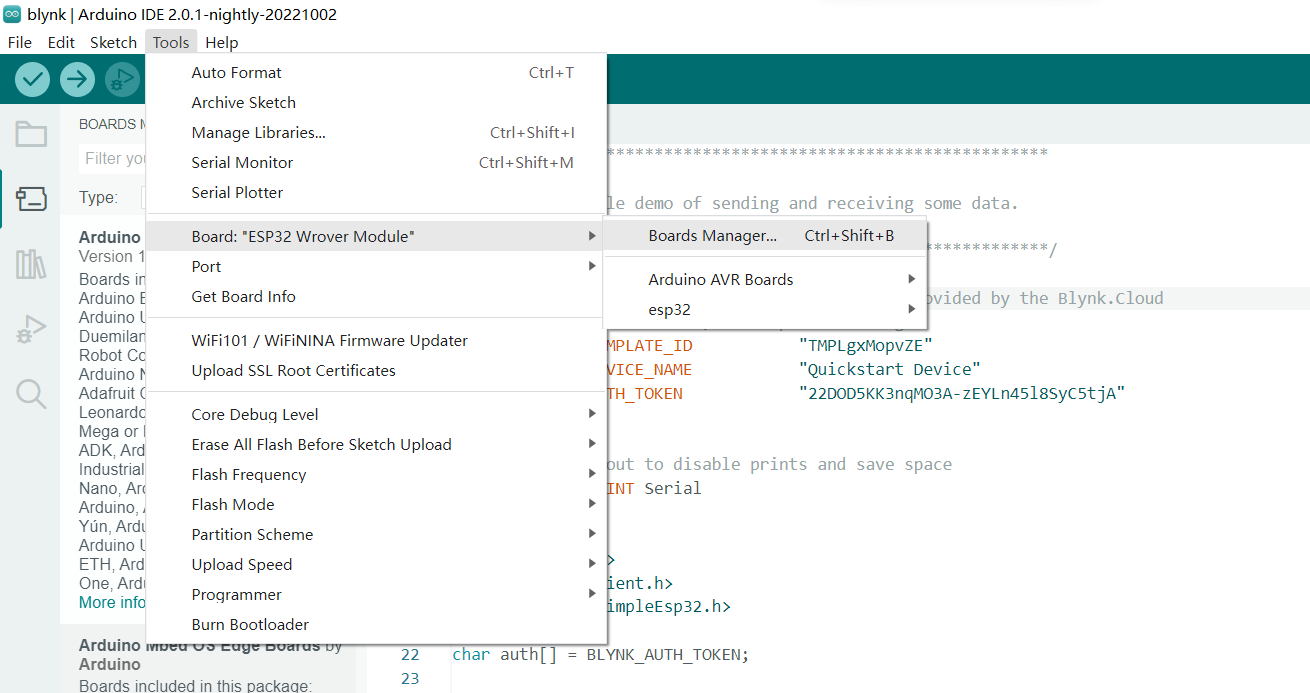 blynk | Arduino IDE 2.0.1-nightly-20221002
File Edit Sketch Tools Help
Auto Format Ctrl+T
Archive Sketch
Manage Libraries... Ctrl+Shift+I
Serial Monitor Ctrl+Shift+M
Serial Plotter
Board: "ESP32 Wrover Module"
Port
Get Board Info
WiFi101 / WiFiNINA Firmware Updater
Upload SSL Root Certificates
Core Debug Level
Erase All Flash Before Sketch Upload
Flash Frequency
Flash Mode
Partition Scheme
Upload Speed
Programmer
Burn Bootloader
Boards Manager... Ctrl+Shift+B
Arduino AVR Boards
esp32
BOARDS
Filter
Type:
Arduino
Version 1
Boards in
Arduino
Arduino
Duemilan
Robot Co
Arduino
Adafruit
Leonardo
Mega or
ADK, Ard
Industrial
Nano, Ard
Arduino,
Yún, Ardu
Arduino
ETH, Ard
One, Ardu
More info
Arduino Mbed OS Edge Boards by
Arduino
Boards included in this package:
**********************************************
le demo of sending and receiving some data.
*************/
ovided by the Blynk.Cloud
MPLATE_ID "TMPLgxMopvZE"
VICE_NAME "Quickstart Device"
TH_TOKEN "22DOD5KK3nqMO3A-zEYLn45l8SyC5tjA"
out to disable prints and save space
INT Serial
>
ient.h>
impleEsp32.h>
22 char auth[] = BLYNK_AUTH_TOKEN;
23